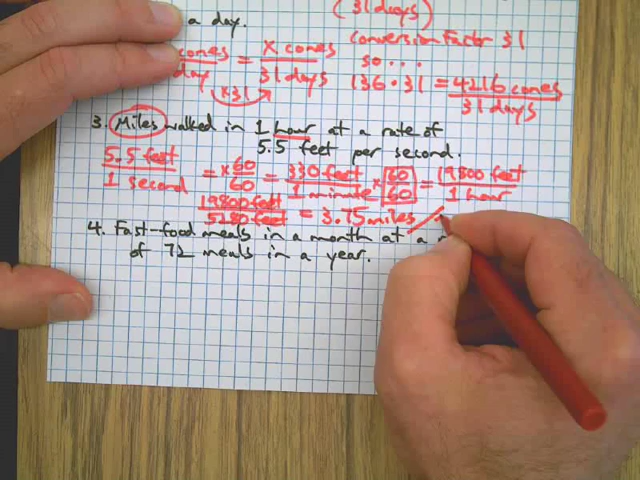 (31 days)
a day.
Conversion Factor 31
cones/day = x cones/31 days
x31
so...
136 · 31 = 4216 cones/31 days
3. Miles walked in 1 hour at a rate of
5.5 feet per second.
5.5 feet/1 second = x 60/60 = 330 feet/1 minute x 60/60 = 19800 feet/1 hour
19800 feet/5280 feet = 3.75 miles /
4. Fast-food meals in a month at a
of 72 meals in a year.